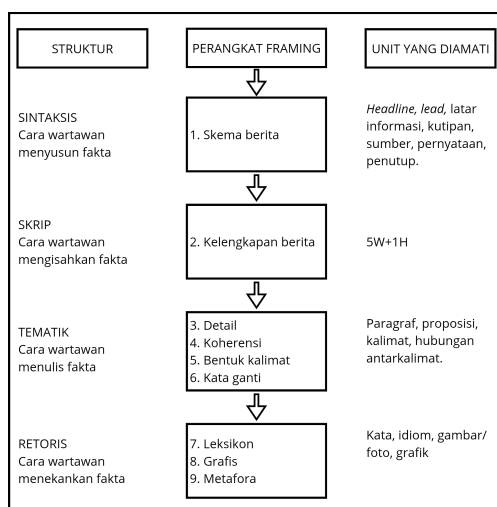 STRUKTUR
PERANGKAT FRAMING
UNIT YANG DIAMATI
SINTAKSIS
Cara wartawan
menyusun fakta
1. Skema berita
Headline, lead, latar
informasi, kutipan,
sumber, pernyataan,
penutup.
SKRIP
Cara wartawan
mengisahkan fakta
2. Kelengkapan berita
5W+1H
TEMATIK
Cara wartawan
menulis fakta
3. Detail
4. Koherensi
5. Bentuk kalimat
6. Kata ganti
Paragraf, proposisi,
kalimat, hubungan
antarkalimat.
RETORIS
Cara wartawan
menekankan fakta
7. Leksikon
8. Grafis
9. Metafora
Kata, idiom, gambar/
foto, grafik